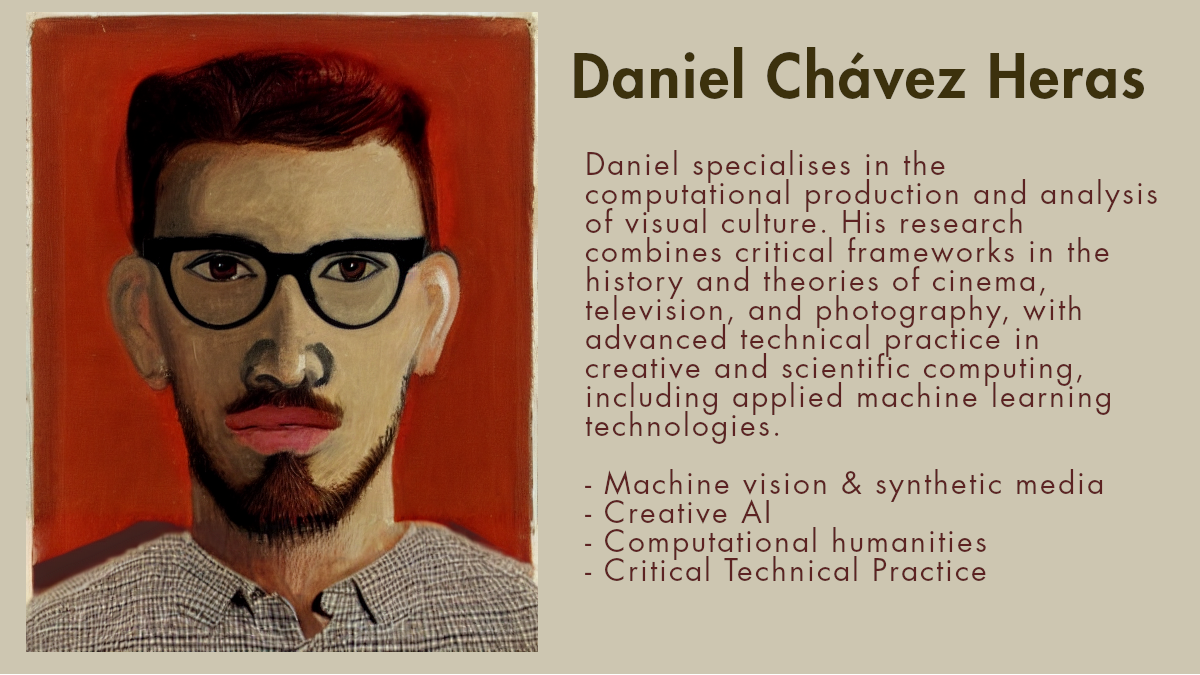 Daniel Chávez Heras
Daniel specialises in the
computational production and analysis
of visual culture. His research
combines critical frameworks in the
history and theories of cinema,
television, and photography, with
advanced technical practice in
creative and scientific computing,
including applied machine learning
technologies.
- Machine vision & synthetic media
- Creative AI
- Computational humanities
- Critical Technical Practice